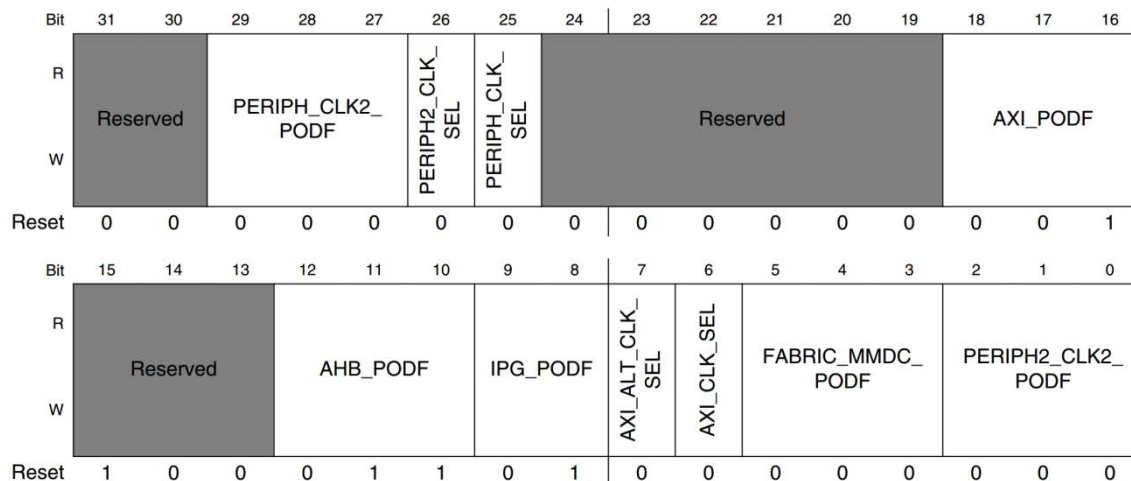 Bit 31 30 29 28 27 26 25 24 23 22 21 20 19 18 17 16
R
W
Reserved
PERIPH_CLK2_
PODF
PERIPH2_CLK_
SEL
PERIPH_CLK_
SEL
Reserved
AXI_PODF
Reset 0 0 0 0 0 0 0 0 0 0 0 0 0 0 0 1
Bit 15 14 13 12 11 10 9 8 7 6 5 4 3 2 1 0
R
W
Reserved
AHB_PODF
IPG_PODF
AXI_ALT_CLK_
SEL
AXI_CLK_SEL
FABRIC_MMDC_
PODF
PERIPH2_CLK2_
PODF
Reset 1 0 0 0 1 1 0 1 0 0 0 0 0 0 0 0